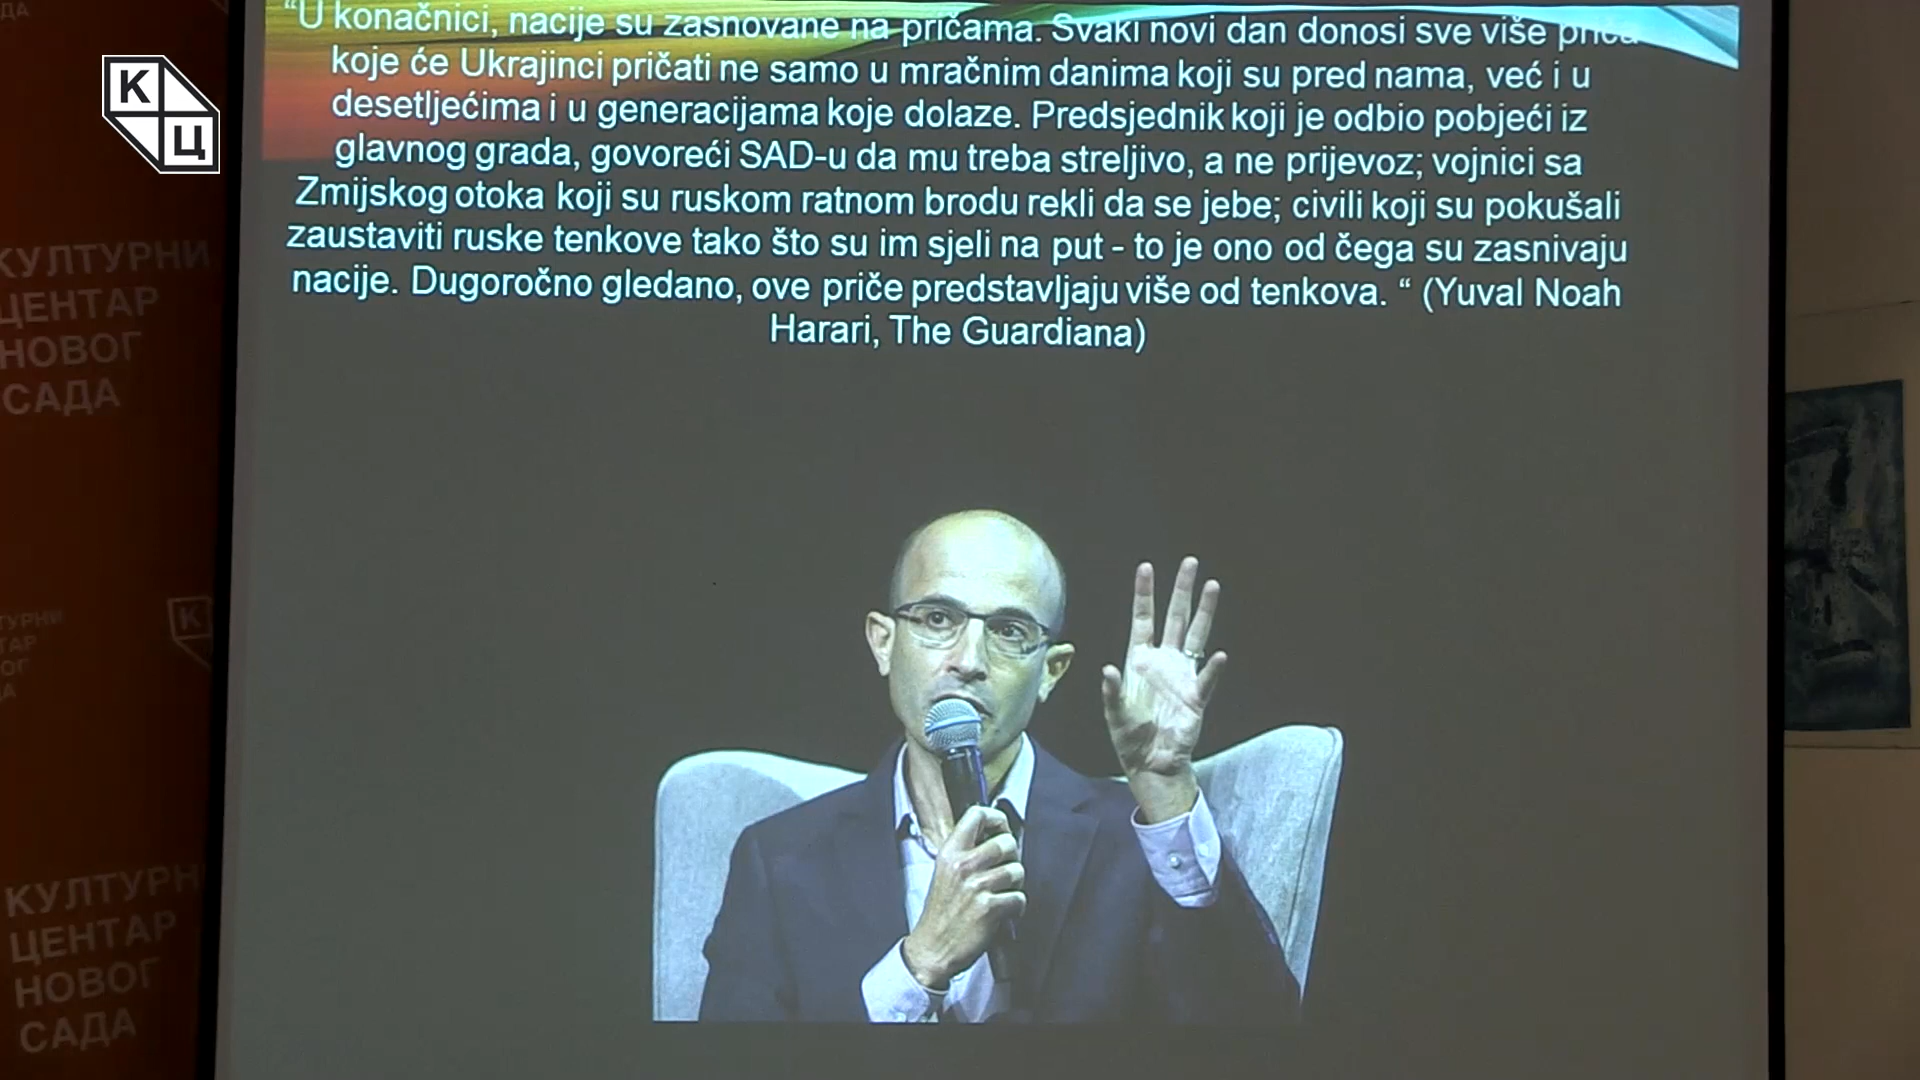 “U konačnici, nacije su zasnovane na pričama. Svaki novi dan donosi sve više priča
koje će Ukrajinci pričati ne samo u mračnim danima koji su pred nama, već i u
desetljećima i u generacijama koje dolaze. Predsjednik koji je odbio pobjeći iz
glavnog grada, govoreći SAD-u da mu treba streljivo, a ne prijevoz; vojnici sa
Zmijskog otoka koji su ruskom ratnom brodu rekli da se jebe; civili koji su pokušali
zaustaviti ruske tenkove tako što su im sjeli na put - to je ono od čega su zasnivaju
nacije. Dugoročno gledano, ove priče predstavljaju više od tenkova. “ (Yuval Noah
Harari, The Guardiana)
К
Ц
КУЛТУРНИ
ЦЕНТАР
НОВОГ
САДА
К
КУЛТУРН
ЦЕНТАР
НОВОГ
САДА